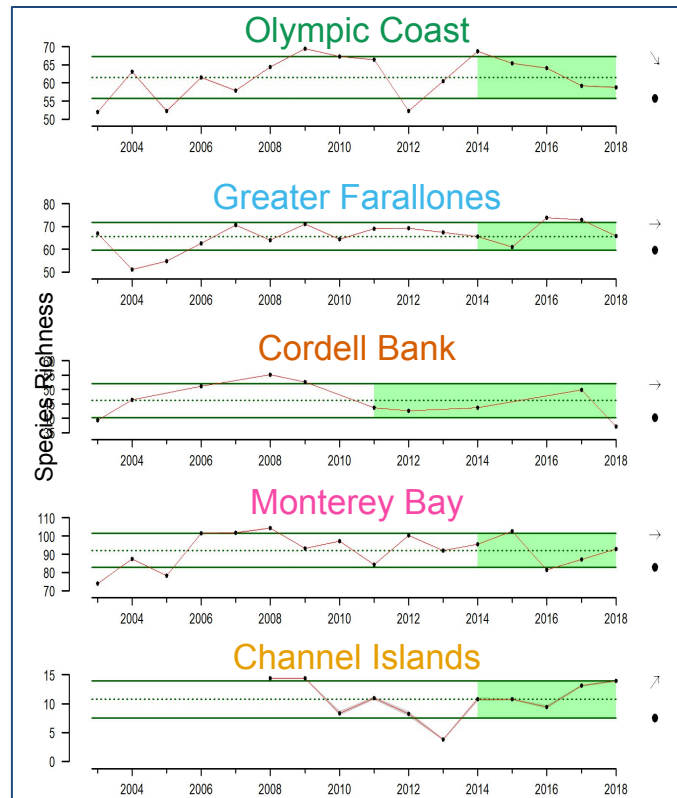 Olympic Coast
70
65
60
55
50
2004 2006 2008 2010 2012 2014 2016 2018
Greater Farallones
80
70
60
50
2004 2006 2008 2010 2012 2014 2016 2018
Species Richness
Cordell Bank
60
2004 2006 2008 2010 2012 2014 2016 2018
Monterey Bay
110
100
90
80
70
2004 2006 2008 2010 2012 2014 2016 2018
Channel Islands
15
10
5
0
2004 2006 2008 2010 2012 2014 2016 2018